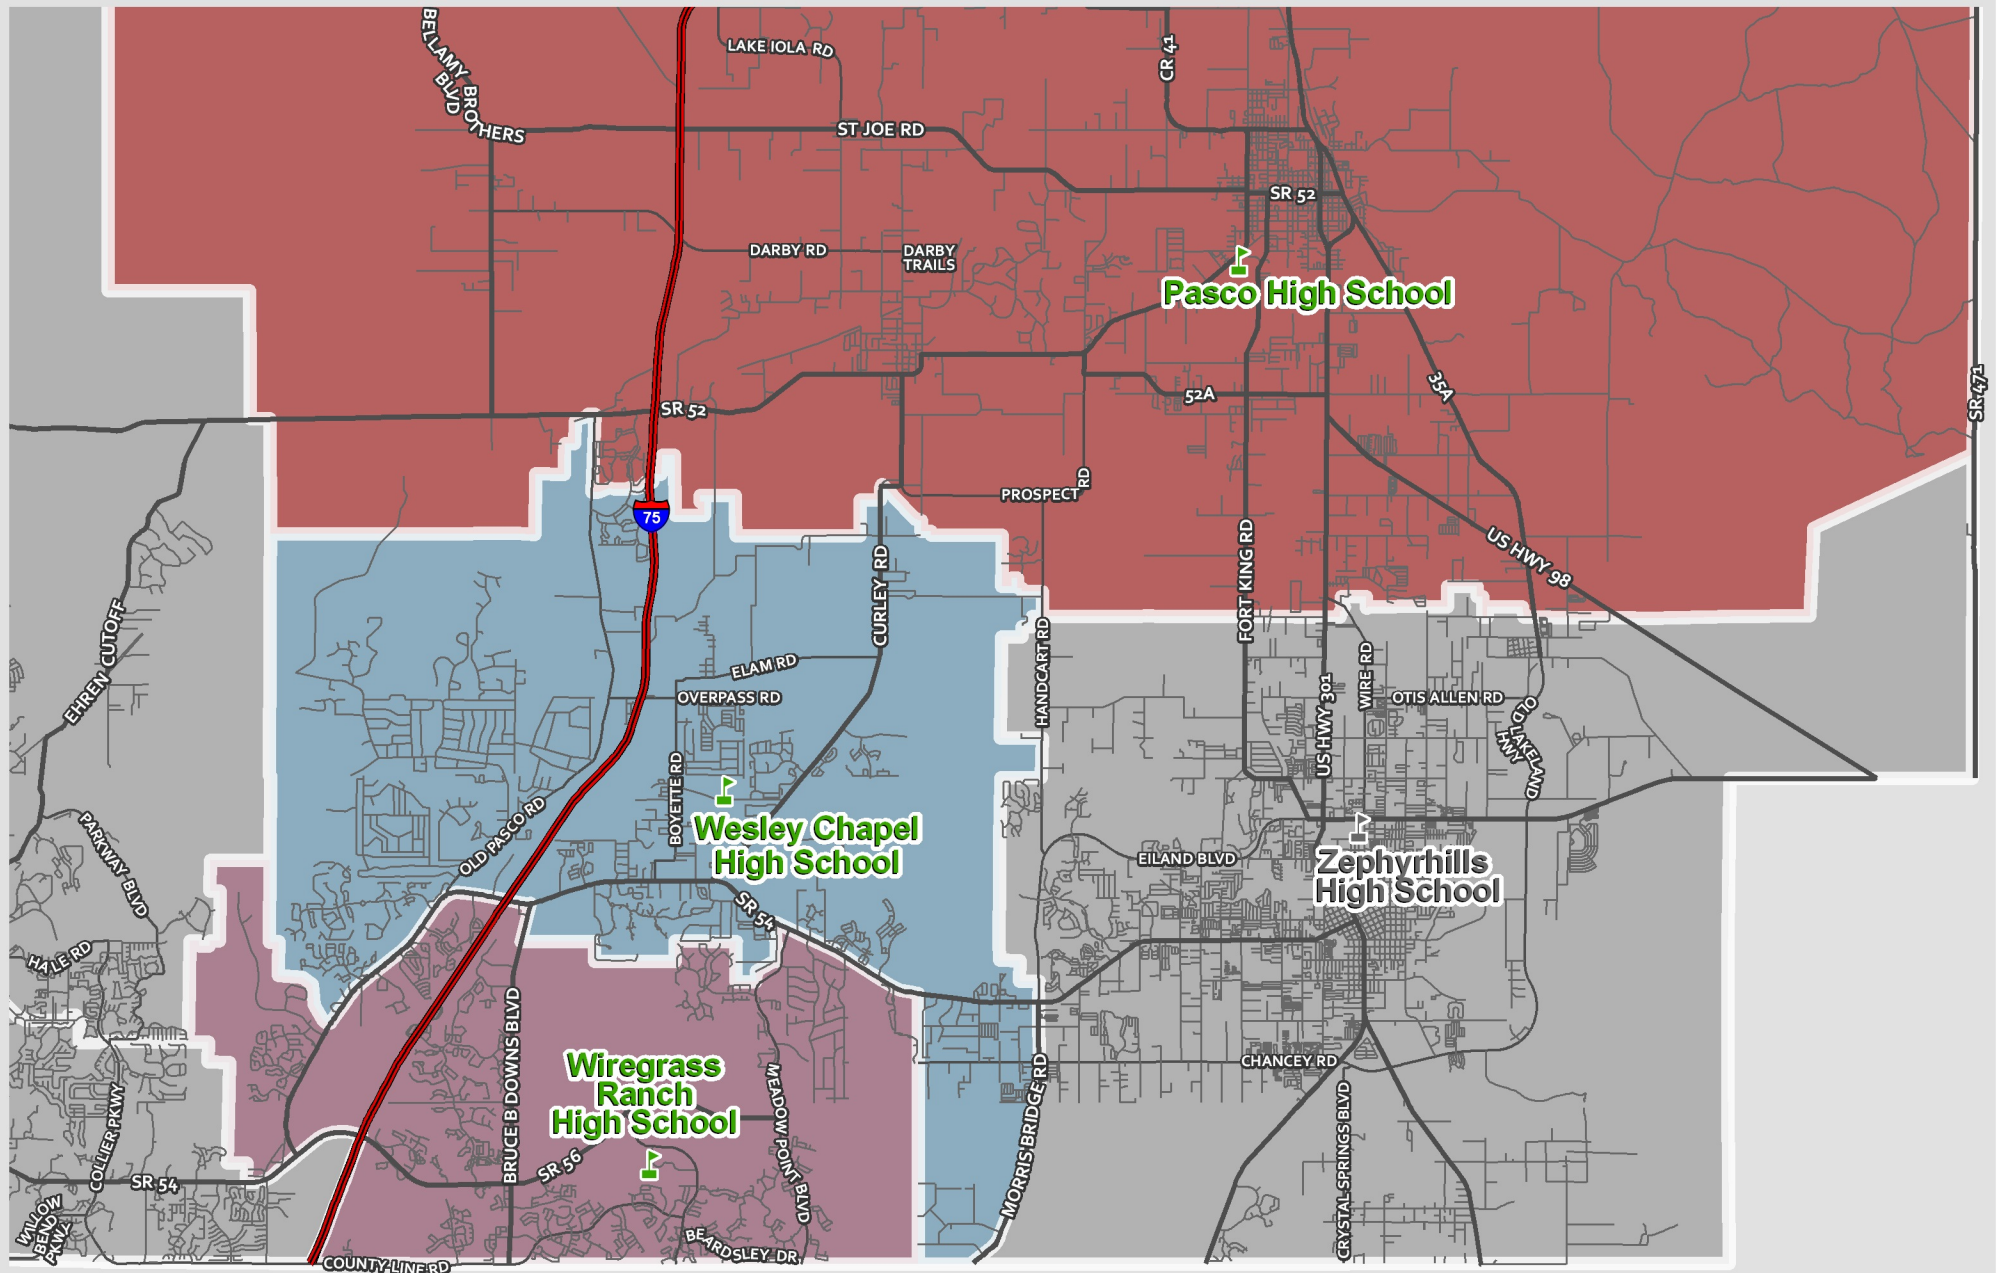 BELLAMY
BROTHERS
BLVD
LAKE IOLA RD
CR 41
ST JOE RD
SR 52
DARBY RD
DARBY
TRAILS
Pasco High School
SR 52
52A
35A
SR 471
PROSPECT RD
75
US HWY 98
CURLEY RD
FORT KING RD
EHREN CUTOFF
ELAM RD
HANDCART RD
WIRE RD
OVERPASS RD
US HWY 301
OTIS ALLEN RD
OLD LAKELAND
HWY
BOYETTE RD
OLD PASCO RD
Wesley Chapel
High School
PARKWAY BLVD
EILAND BLVD
Zephyrhills
High School
SR 54
HALE RD
BRUCE B DOWNS BLVD
Wiregrass
Ranch
High School
MEADOW POINT BLVD
MORRIS BRIDGE RD
CHANCEY RD
COLLIER PKWY
CRYSTAL SPRINGS BLVD
SR 54
SR 56
WILLOW
BEND
PKWY
BEARDSLEY DR
COUNTY LINE RD